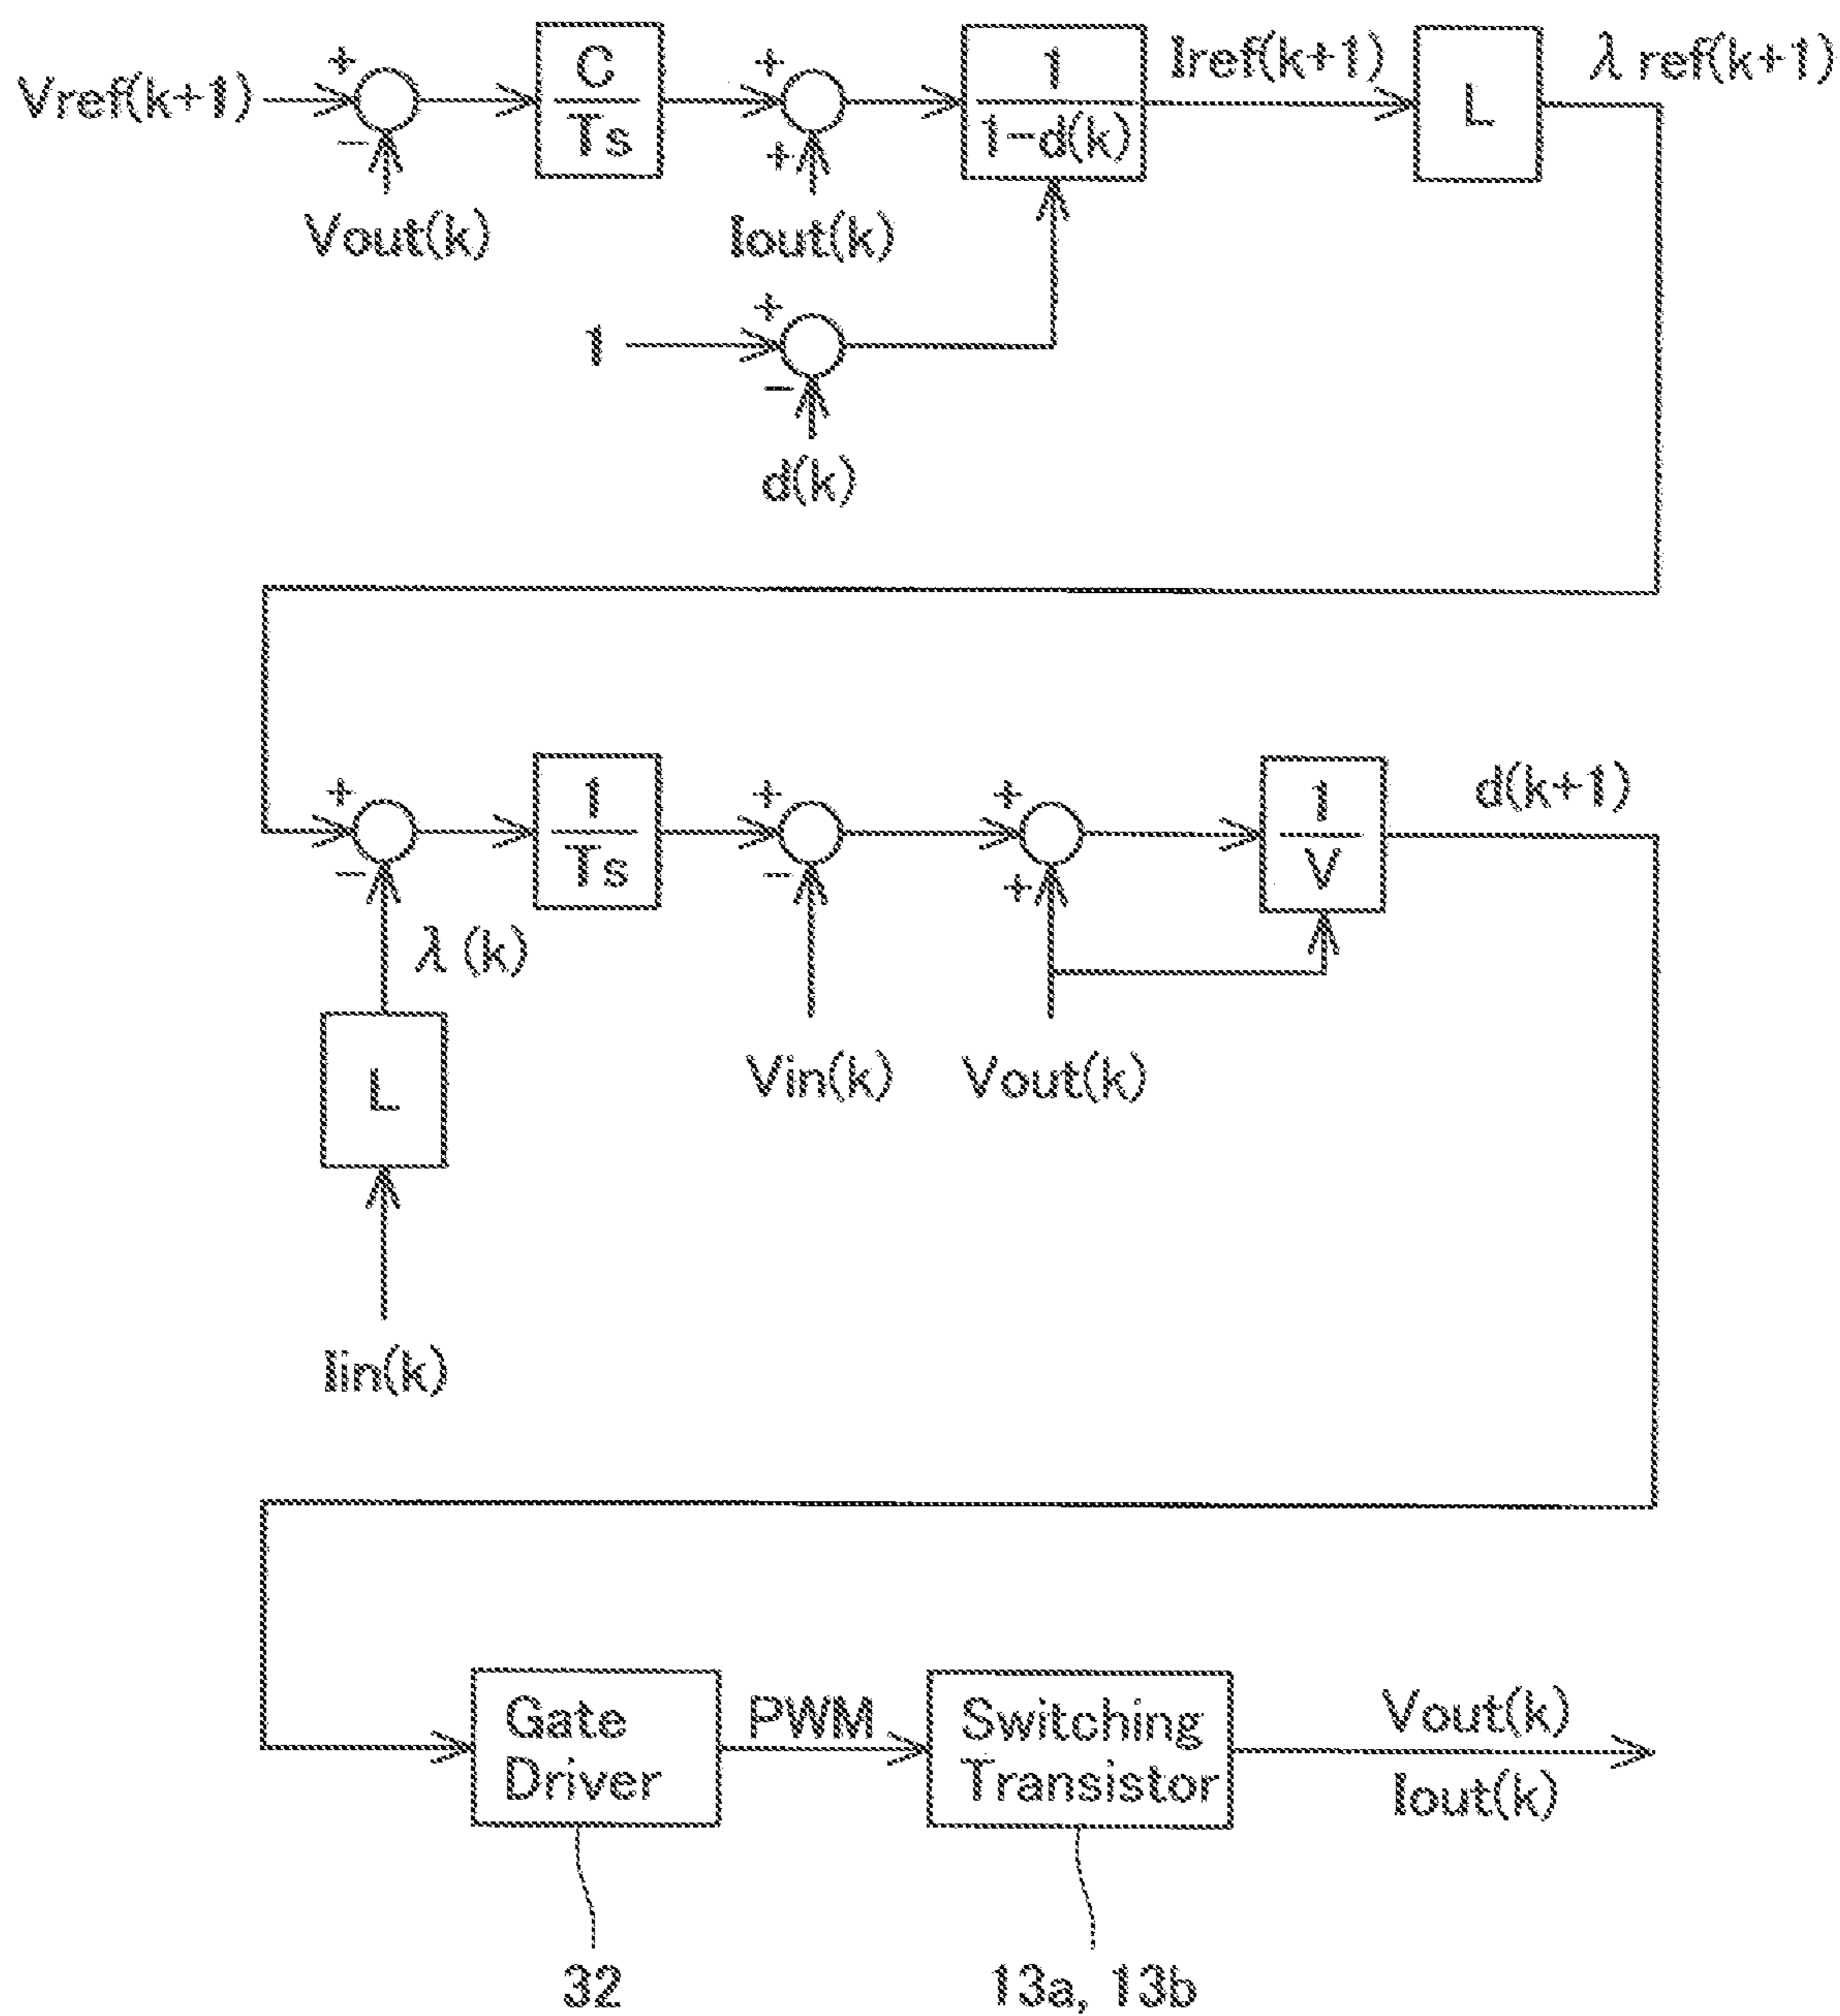 Vref(k+1)
+
−
Vout(k)
C
Ts
+
+
Iout(k)
1
1-d(k)
Iref(k+1)
L
λ ref(k+1)
1
+
−
d(k)
+
−
λ (k)
L
Iin(k)
1
Ts
+
−
Vin(k)
+
+
Vout(k)
1
V
d(k+1)
Gate
Driver
PWM
Switching
Transistor
Vout(k)
Iout(k)
32
13a, 13b